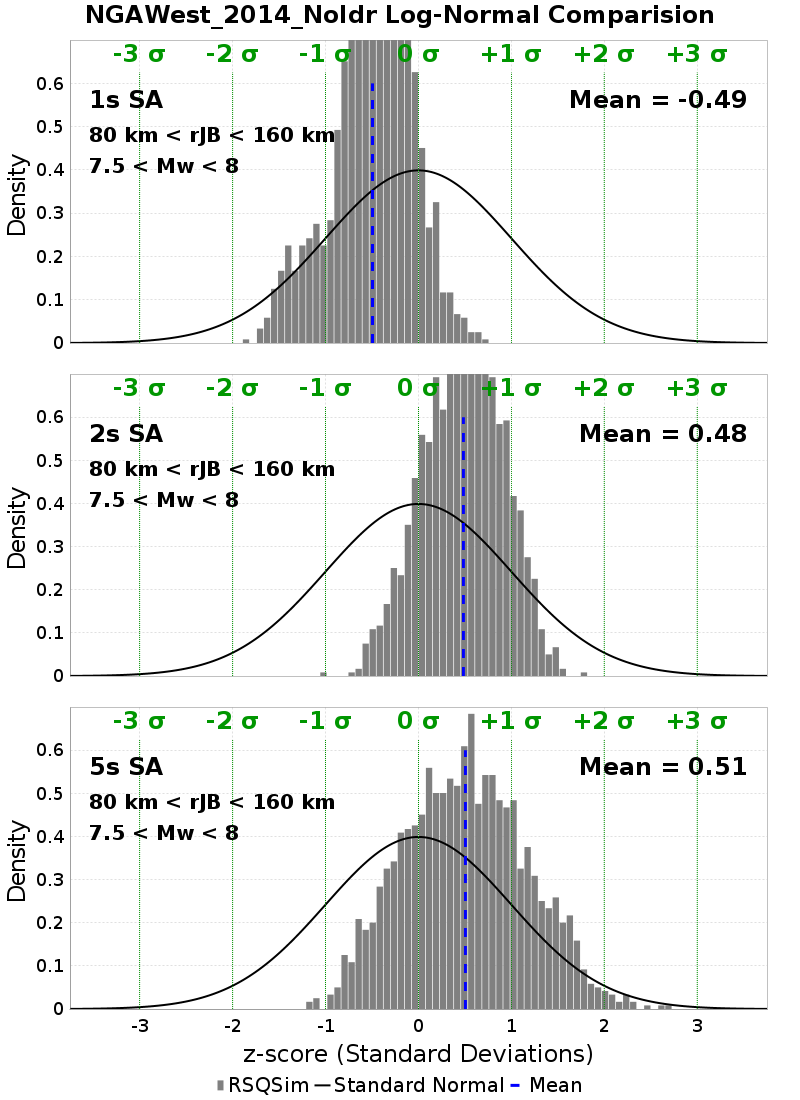 NGAWest_2014_NoIdr Log-Normal Comparision
-3 σ -2 σ -1 σ 0 σ +1 σ +2 σ +3 σ
1s SA Mean = -0.49
80 km < rJB < 160 km
7.5 < Mw < 8
Density
0.6
0.5
0.4
0.3
0.2
0.1
0
-3 σ -2 σ -1 σ 0 σ +1 σ +2 σ +3 σ
2s SA Mean = 0.48
80 km < rJB < 160 km
7.5 < Mw < 8
Density
0.6
0.5
0.4
0.3
0.2
0.1
0
-3 σ -2 σ -1 σ 0 σ +1 σ +2 σ +3 σ
5s SA Mean = 0.51
80 km < rJB < 160 km
7.5 < Mw < 8
Density
0.6
0.5
0.4
0.3
0.2
0.1
0
-3 -2 -1 0 1 2 3
z-score (Standard Deviations)
RSQSim Standard Normal Mean